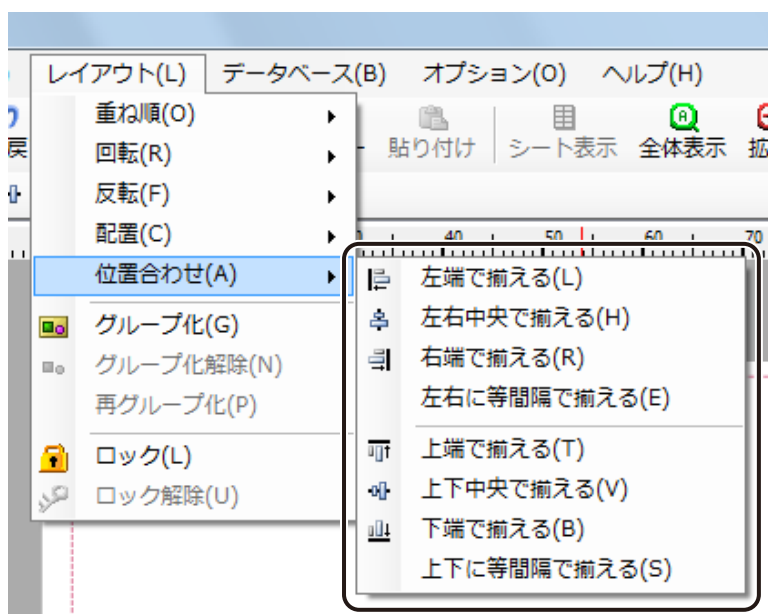 レイアウト(L) データベース(B) オプション(O) ヘルプ(H)
戻 貼り付け シート表示 全体表示 拡
40 50 60 70
重ね順(O)
回転(R)
反転(F)
配置(C)
位置合わせ(A)
グループ化(G)
グループ化解除(N)
再グループ化(P)
ロック(L)
ロック解除(U)
左端で揃える(L)
左右中央で揃える(H)
右端で揃える(R)
左右に等間隔で揃える(E)
上端で揃える(T)
上下中央で揃える(V)
下端で揃える(B)
上下に等間隔で揃える(S)